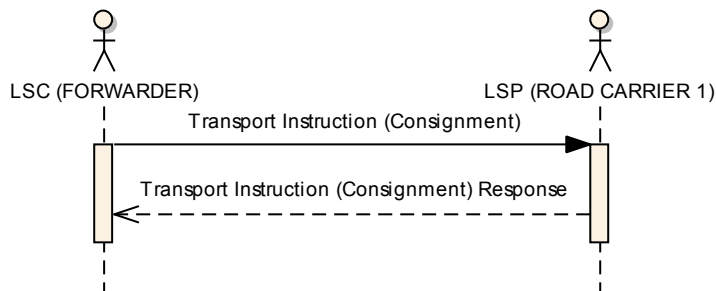 LSC (FORWARDER)
LSP (ROAD CARRIER 1)
Transport Instruction (Consignment)
Transport Instruction (Consignment) Response